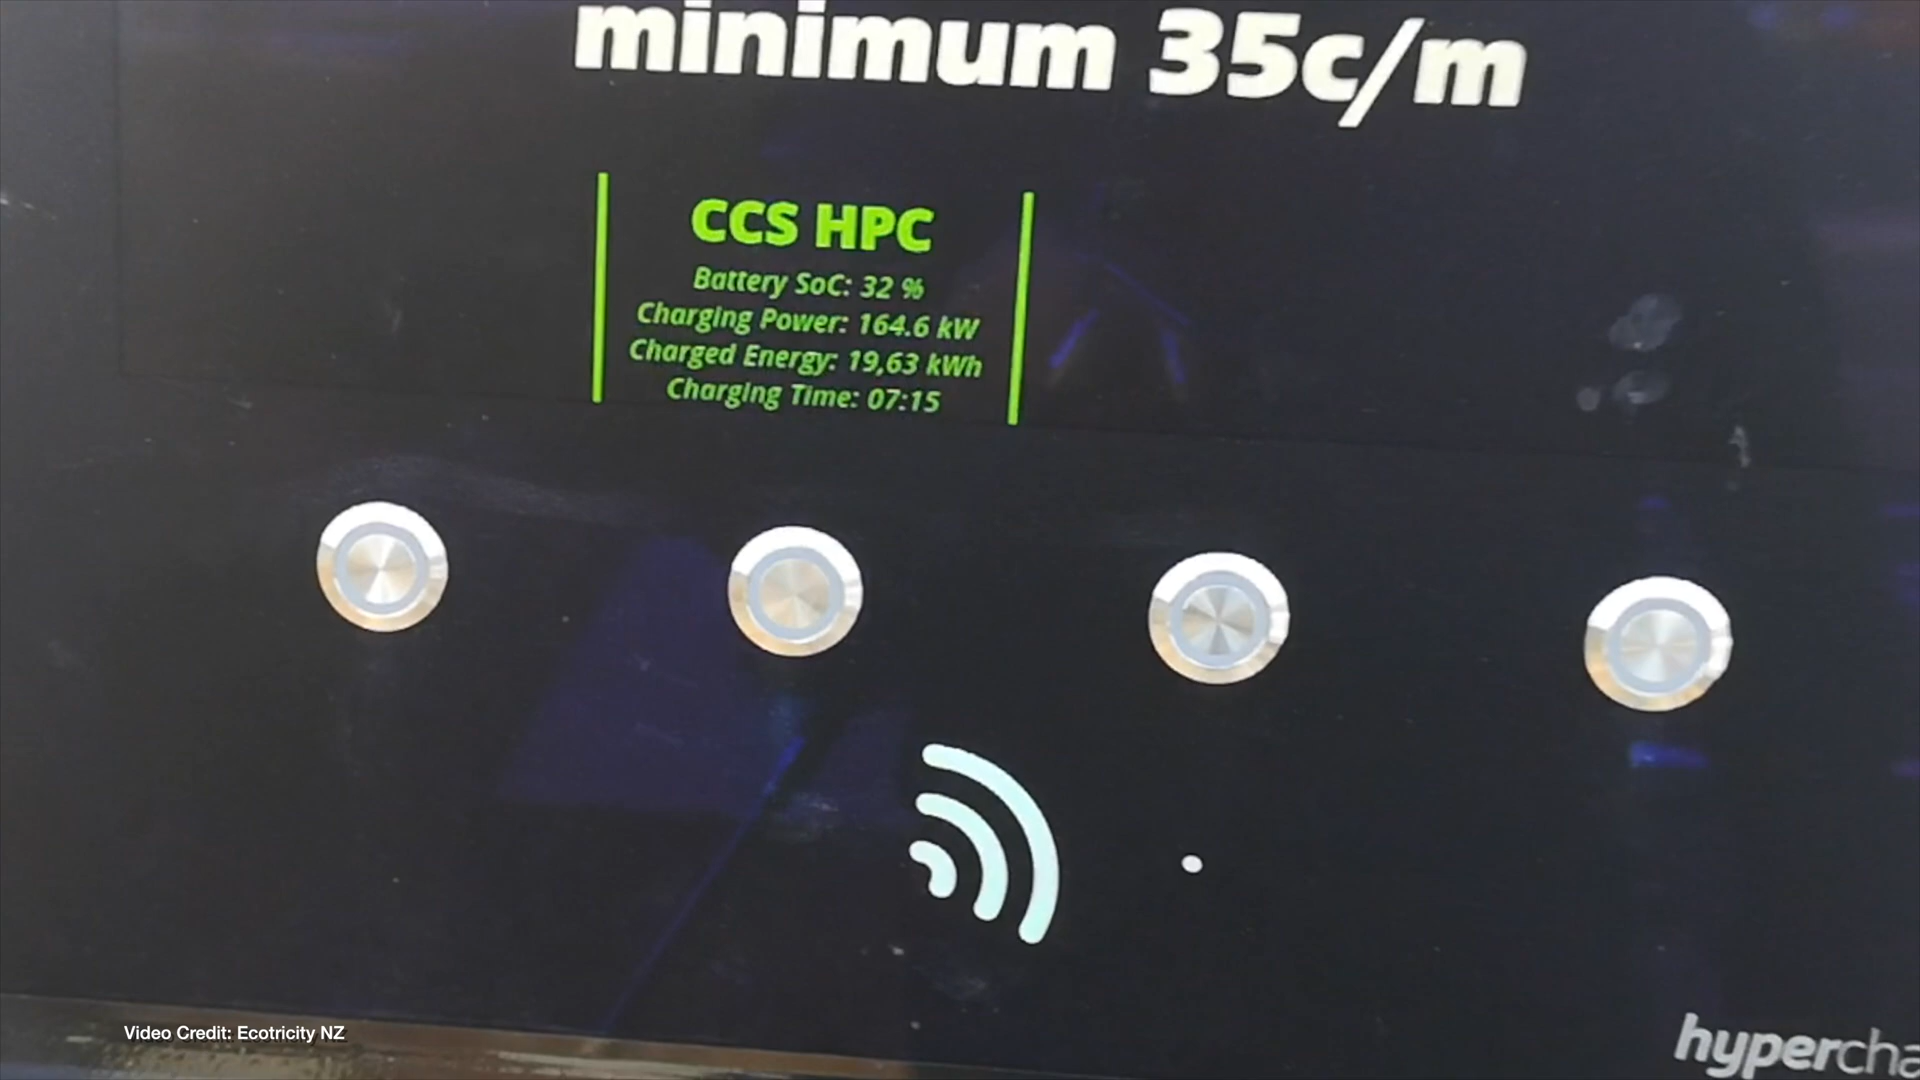 minimum 35c/m
CCS HPC
Battery SoC: 32 %
Charging Power: 164.6 kW
Charged Energy: 19,63 kWh
Charging Time: 07:15
Video Credit: Ecotricity NZ
hypercha